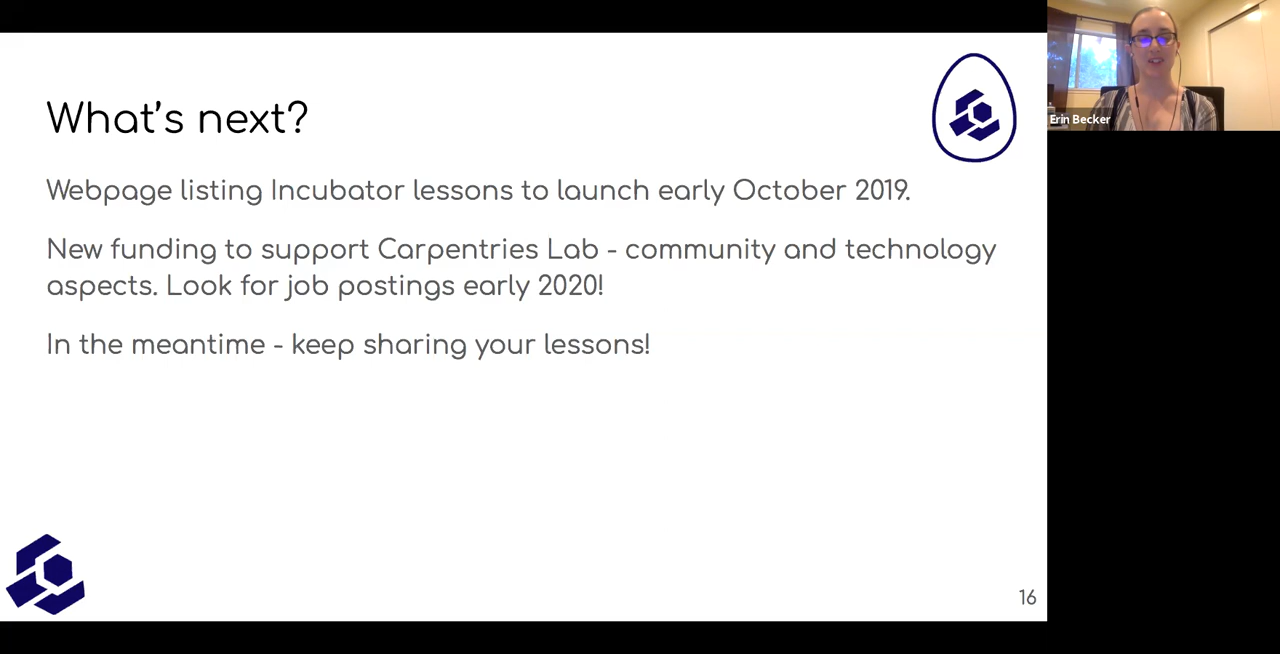 What's next?
Webpage listing Incubator lessons to launch early October 2019.
New funding to support Carpentries Lab - community and technology
aspects. Look for job postings early 2020!
In the meantime - keep sharing your lessons!
16
Erin Becker